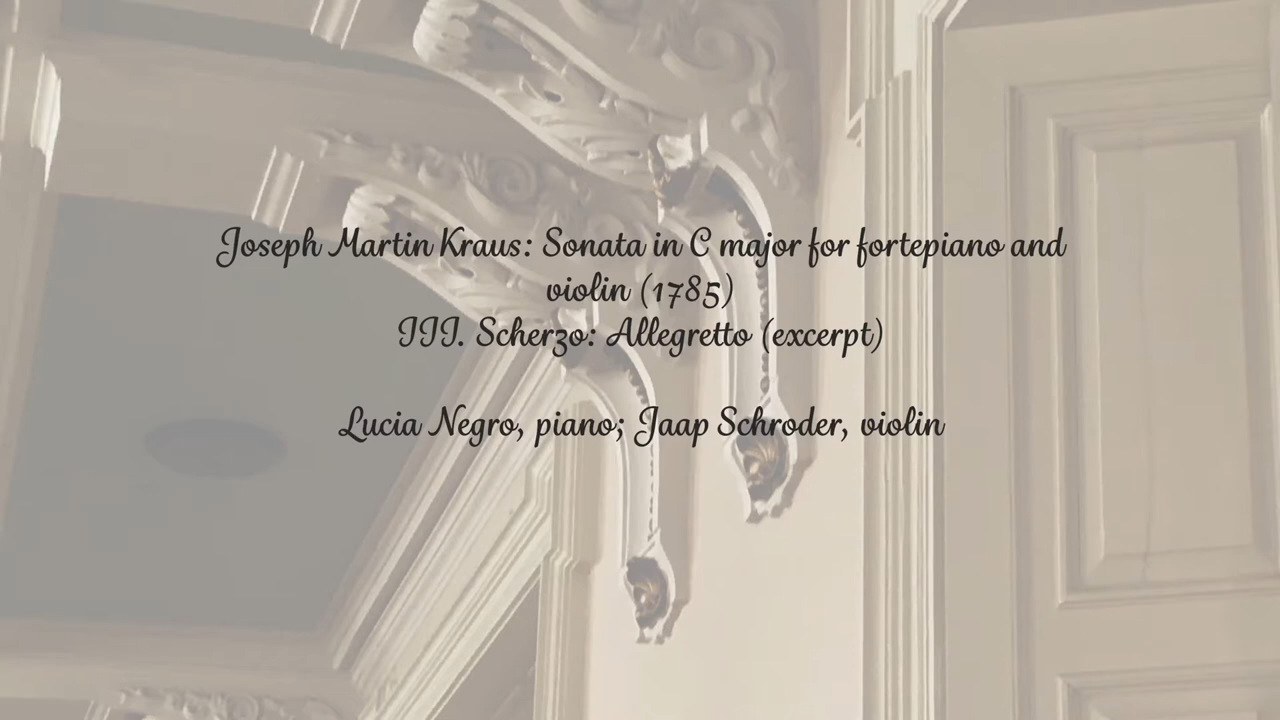 Joseph Martin Kraus: Sonata in C major for fortepiano and
violin (1785)
III. Scherzo: Allegretto (excerpt)
Lucia Negro, piano; Jaap Schroder, violin